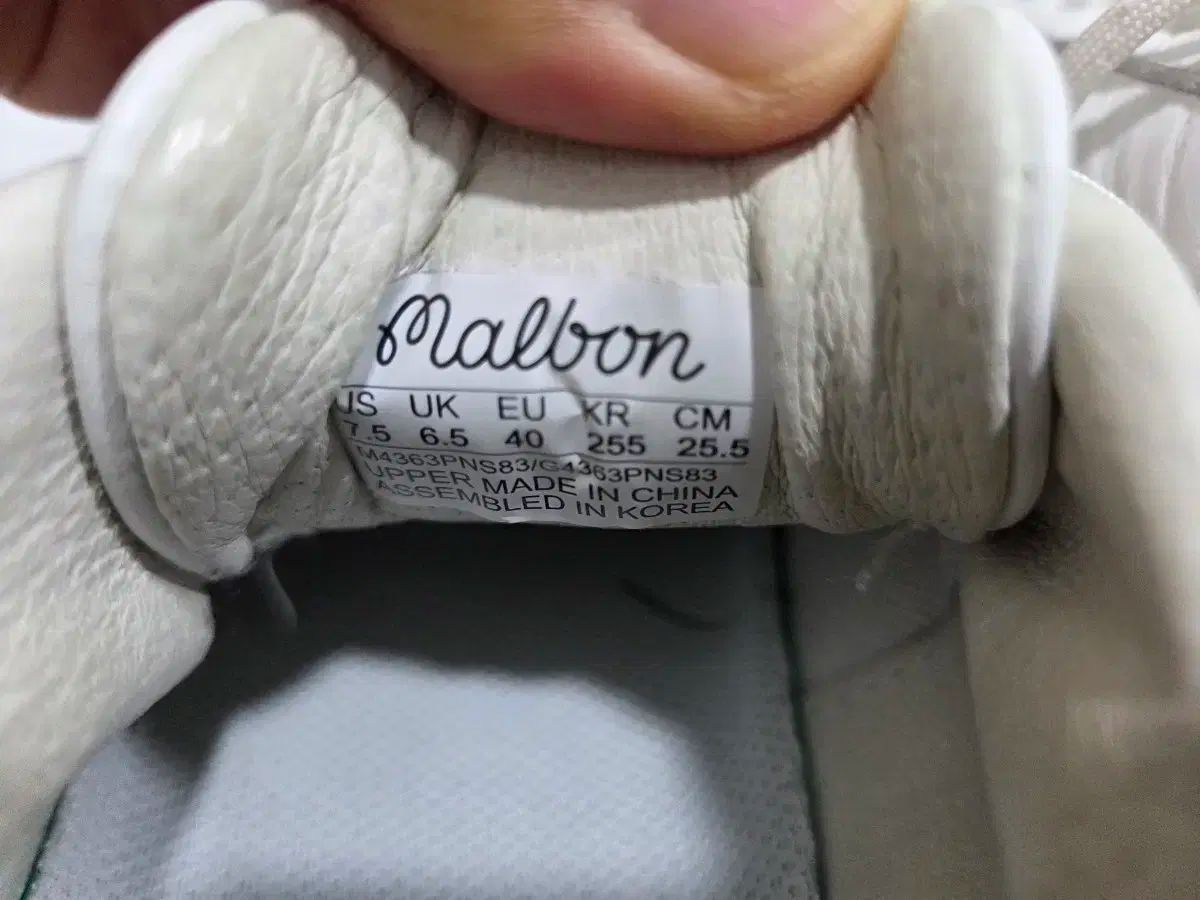 Malbon
US UK EU KR CM
7.5 6.5 40 255 25.5
M4363PNS83/G4363PNS83
UPPER MADE IN CHINA
ASSEMBLED IN KOREA